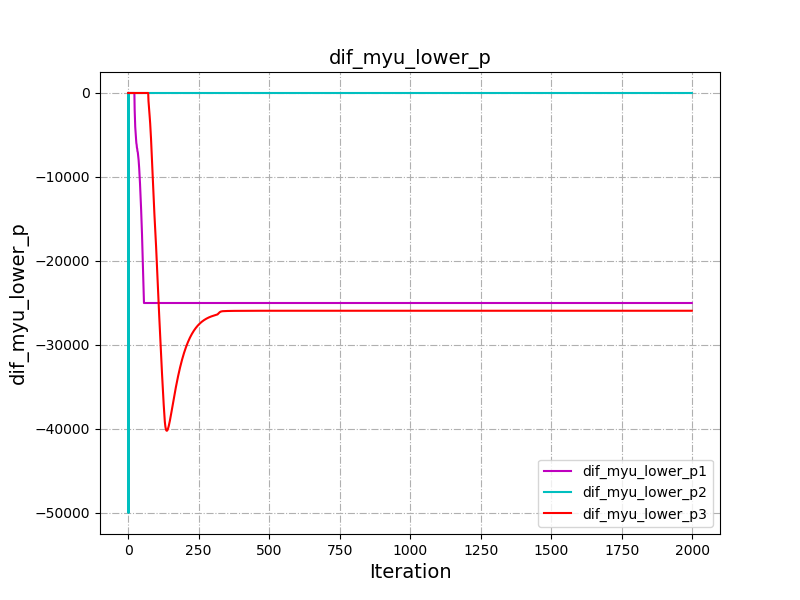 dif_myu_lower_p
dif_myu_lower_p
0
−10000
−20000
−30000
−40000
−50000
0 250 500 750 1000 1250 1500 1750 2000
Iteration
dif_myu_lower_p1
dif_myu_lower_p2
dif_myu_lower_p3